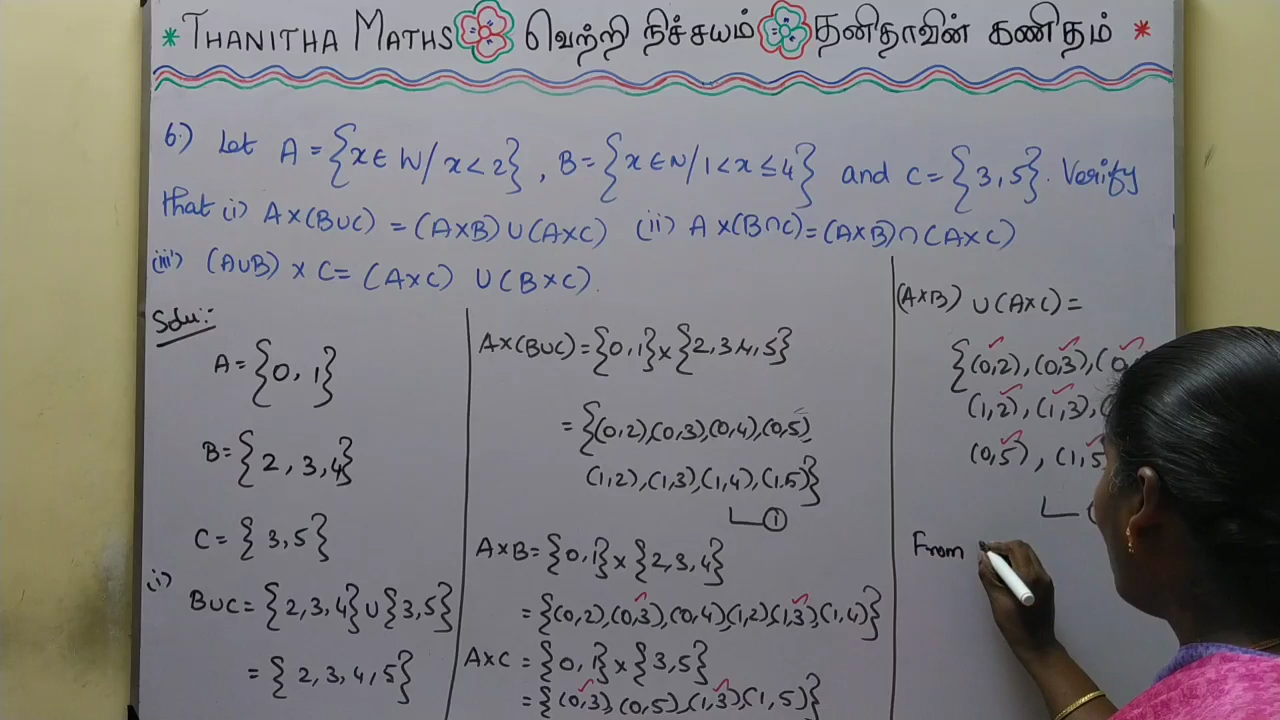 * THANITHA MATHS வெற்றி நிச்சயம் தனிதாவின் கணிதம் *
6) Let A = {x ∈ W/ x < 2}, B = {x ∈ N/ 1 < x ≤ 4} and C = {3, 5}. Verify
that (i) A × (B∪C) = (A×B) ∪ (A×C) (ii) A × (B∩C) = (A×B) ∩ (A×C)
(iii) (A∪B) × C = (A×C) ∪ (B×C).
Solu:-
A = {0, 1}
B = {2, 3, 4}
C = {3, 5}
(i)
B∪C = {2, 3, 4} ∪ {3, 5}
= {2, 3, 4, 5}
A×(B∪C) = {0, 1} × {2, 3, 4, 5}
= {(0,2), (0,3), (0,4), (0,5),
(1,2), (1,3), (1,4), (1,5)}
①
A×B = {0, 1} × {2, 3, 4}
= {(0,2), (0,3), (0,4), (1,2), (1,3), (1,4)}
A×C = {0, 1} × {3, 5}
= {(0,3), (0,5), (1,3), (1,5)}
(A×B) ∪ (A×C) =
{(0,2), (0,3), (0,
(1,2), (1,3), (
(0,5), (1,5
From